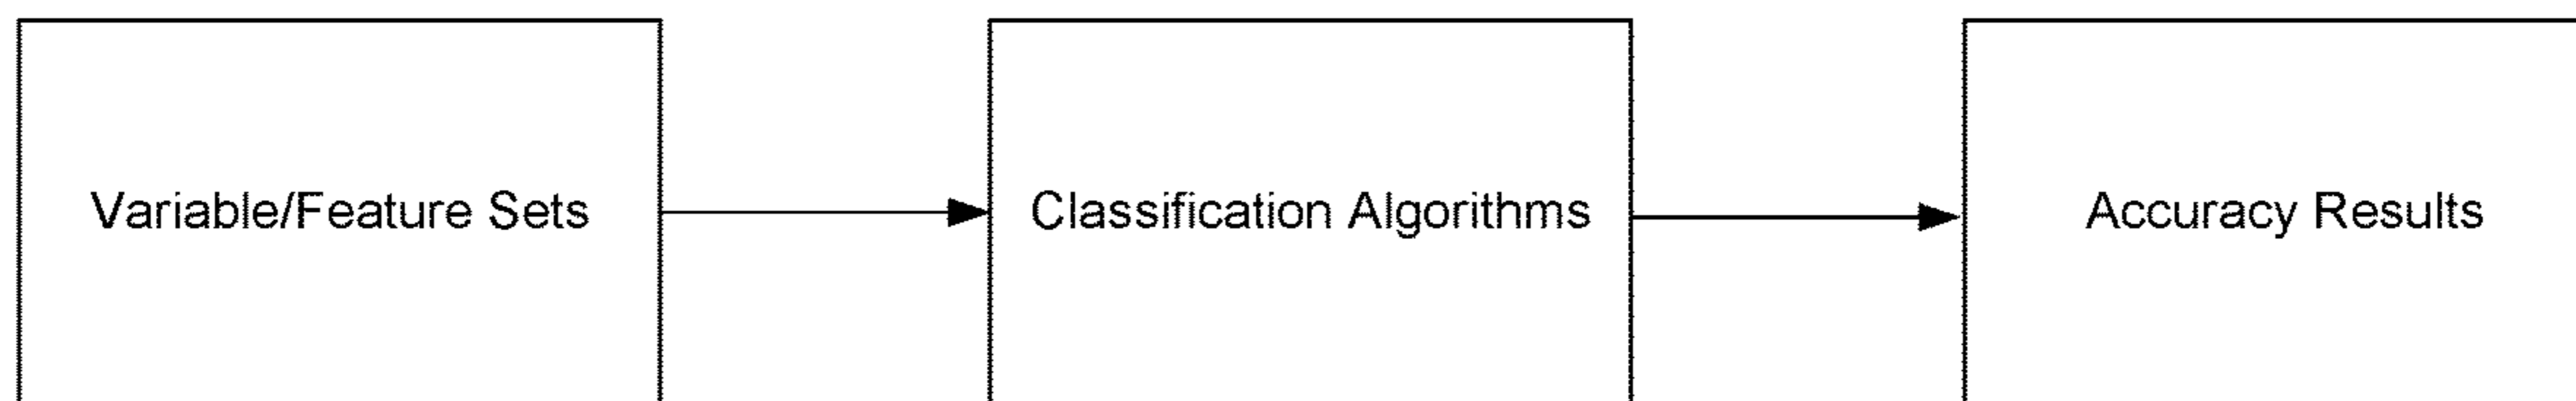 Variable/Feature Sets
Classification Algorithms
Accuracy Results